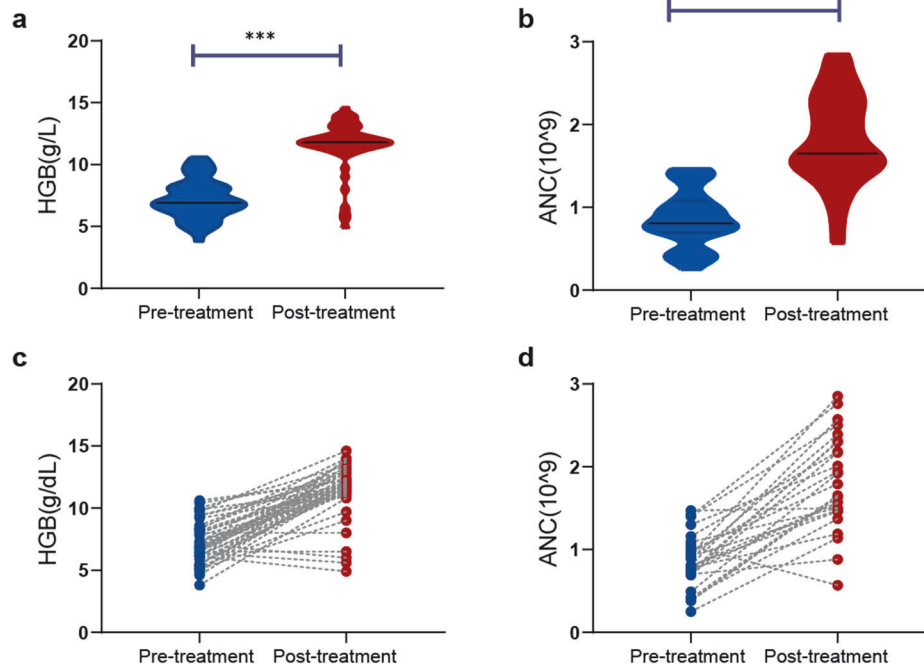 a
***
20
15
10
5
0
HGB(g/L)
Pre-treatment Post-treatment
b
3
2
1
0
ANC(10^9)
Pre-treatment Post-treatment
c
20
15
10
5
0
HGB(g/dL)
Pre-treatment Post-treatment
d
3
2
1
0
ANC(10^9)
Pre-treatment Post-treatment